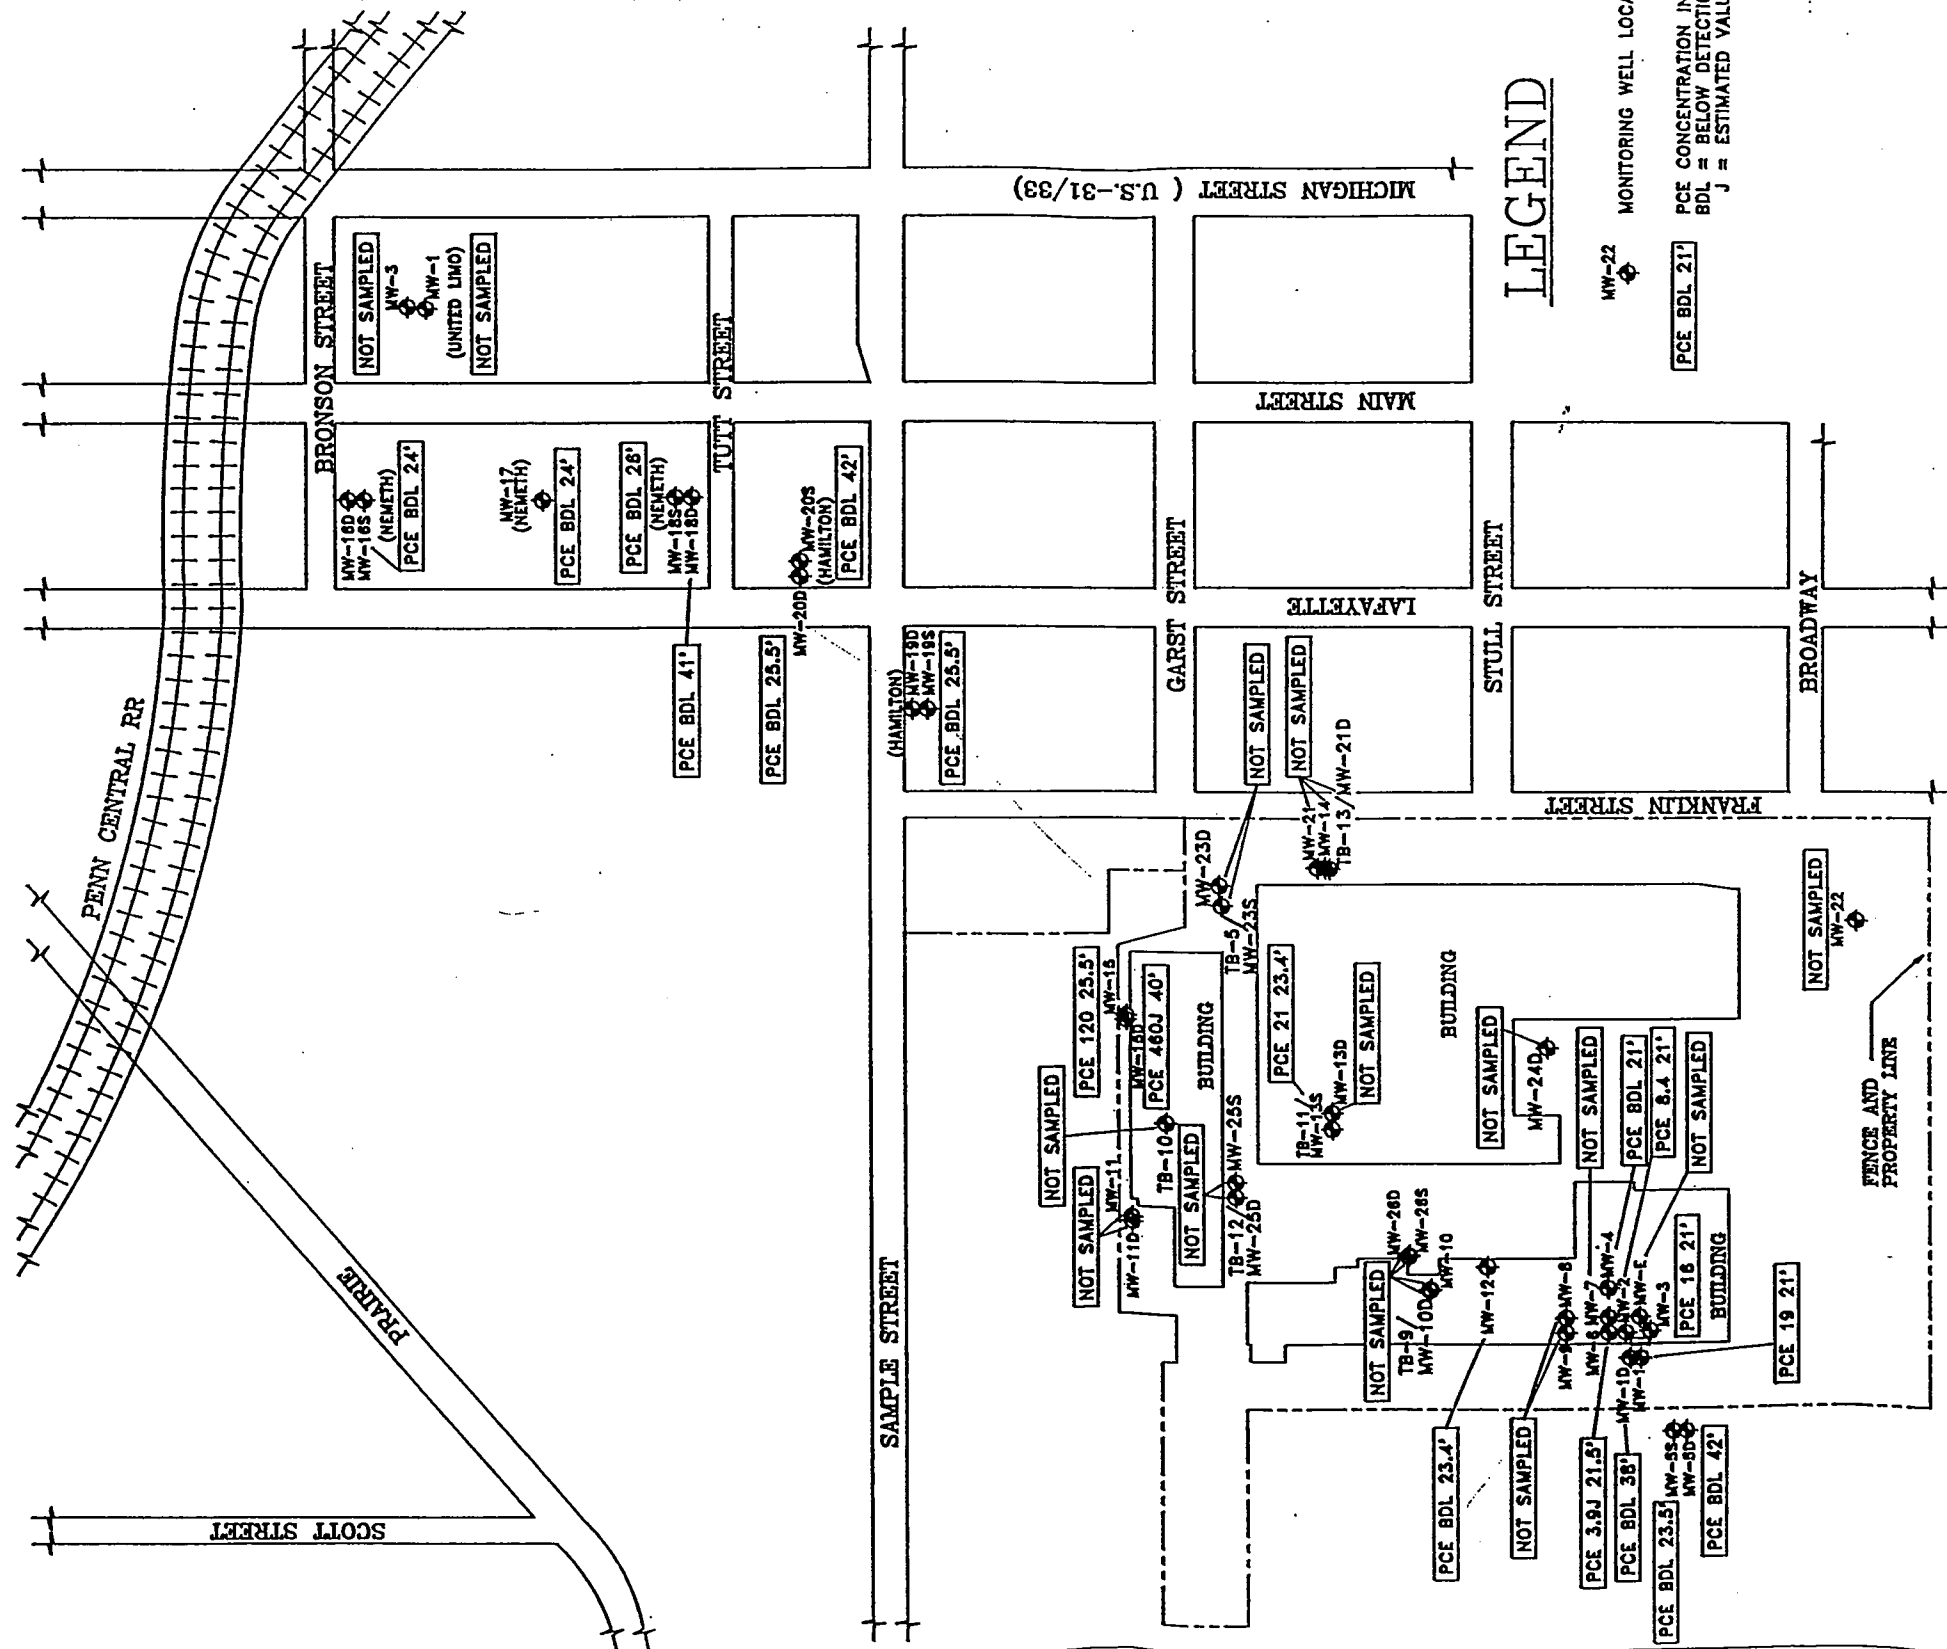 PENN CENTRAL RR
BRONSON STREET
NOT SAMPLED
MW-3
MW-1
(UNITED LIMO)
NOT SAMPLED
MICHIGAN STREET ( U.S.-31/33)
MW-16D
MW-16S
(NEMETH)
PCE BDL 24'
MW-17
(NEMETH)
PCE BDL 24'
PCE BDL 26'
(NEMETH)
MW-18S
MW-18D
PCE BDL 41'
TUTT STREET
MAIN STREET
PCE BDL 25.5'
MW-20D
MW-20S
(HAMILTON)
PCE BDL 42'
(HAMILTON)
MW-19D
MW-19S
PCE BDL 25.5'
GARST STREET
LAFAYETTE
STULL STREET
BROADWAY
FRANKLIN STREET
SCOTT STREET
PRAIRIE
SAMPLE STREET
NOT SAMPLED
NOT SAMPLED
MW-21
MW-14
TB-13/MW-21D
MW-23D
TB-5
MW-23S
PCE 120 25.5'
MW-15
MW-15D
PCE 460J 40'
BUILDING
NOT SAMPLED
TB-10
NOT SAMPLED
MW-11
MW-11D
NOT SAMPLED
MW-25S
TB-12/
MW-25D
PCE 21 23.4'
TB-11/
MW-13S
MW-13D
NOT SAMPLED
BUILDING
NOT SAMPLED
MW-24D
NOT SAMPLED
MW-22
FENCE AND
PROPERTY LINE
NOT SAMPLED
MW-26D
MW-26S
TB-9/
MW-10D
MW-10
MW-12
PCE BDL 23.4'
NOT SAMPLED
MW-9
MW-8
NOT SAMPLED
PCE BDL 21'
PCE 8.4 21'
NOT SAMPLED
MW-6
MW-7
MW-4
MW-2
MW-E
MW-3
PCE 16 21'
BUILDING
PCE 19 21'
MW-1D
MW-1
PCE 3.9J 21.5'
PCE BDL 38'
PCE BDL 23.5'
PCE BDL 42'
LEGEND
MW-22
MONITORING WELL
PCE BDL 21'
PCE CONCENTRATION IN
BDL = BELOW
J = ESTIMATED